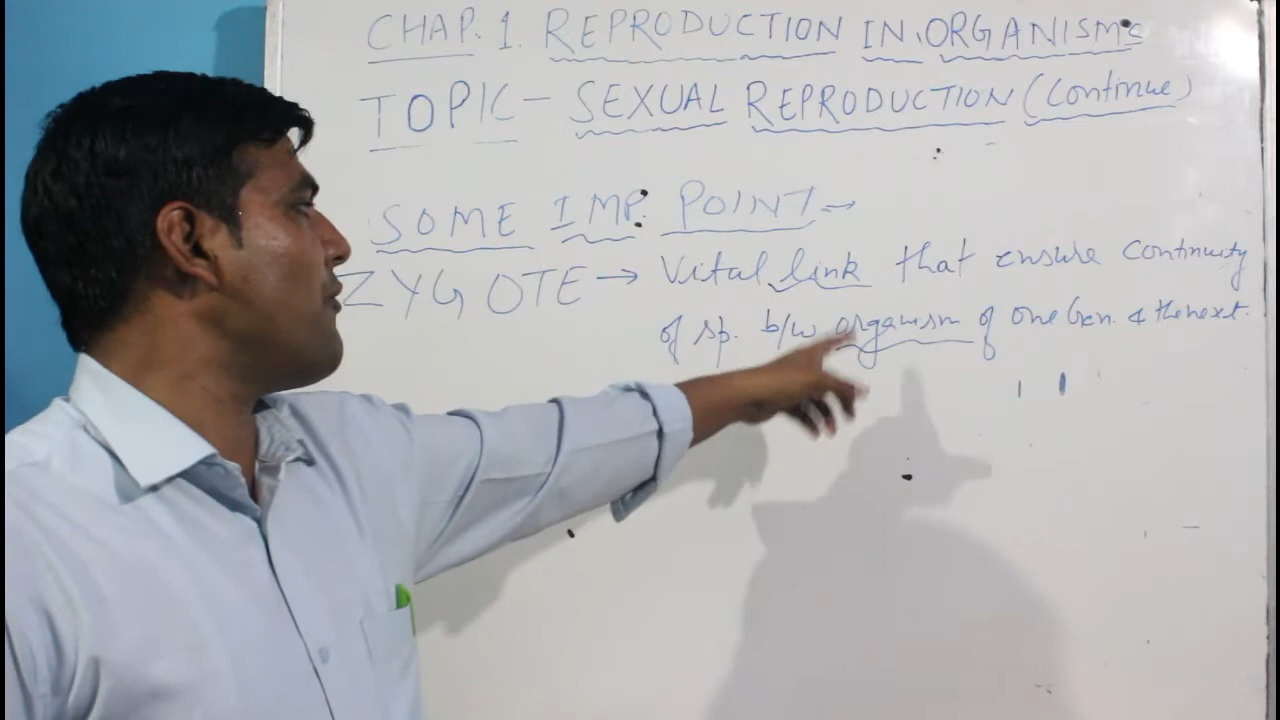 CHAP. 1. REPRODUCTION IN ORGANISMS
TOPIC - SEXUAL REPRODUCTION (Continue)
SOME IMP. POINT →
ZYGOTE → Vital link that ensure continuity
of sp. b/w organism of one Gen. & the next.